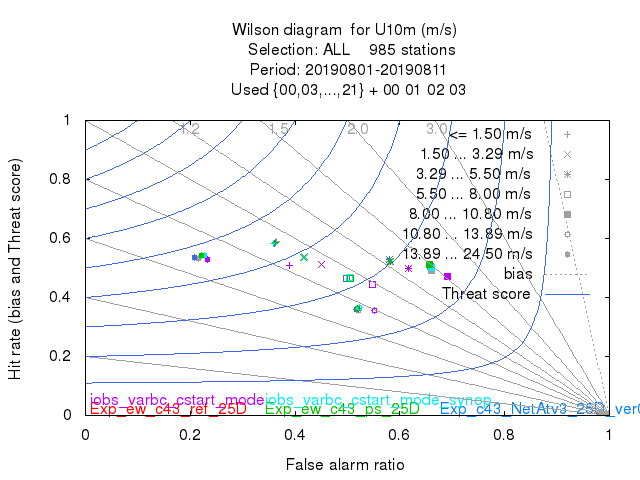 Wilson diagram for U10m (m/s)
Selection: ALL 985 stations
Period: 20190801-20190811
Used {00,03,...,21} + 00 01 02 03
1.2 1.5 2.0 3.0
<= 1.50 m/s
1.50 ... 3.29 m/s
3.29 ... 5.50 m/s
5.50 ... 8.00 m/s
8.00 ... 10.80 m/s
10.80 ... 13.89 m/s
13.89 ... 24.50 m/s
bias
Threat score
Hit rate (bias and Threat score)
1
0.8
0.6
0.4
0.2
0
jobs_varbc_cstart_mode jobs_varbc_cstart_mode_synop
Exp_ew_c43_ref_25D Exp_ew_c43_ps_25D Exp_c43_NetAtv3_25D_ver0
0 0.2 0.4 0.6 0.8 1
False alarm ratio